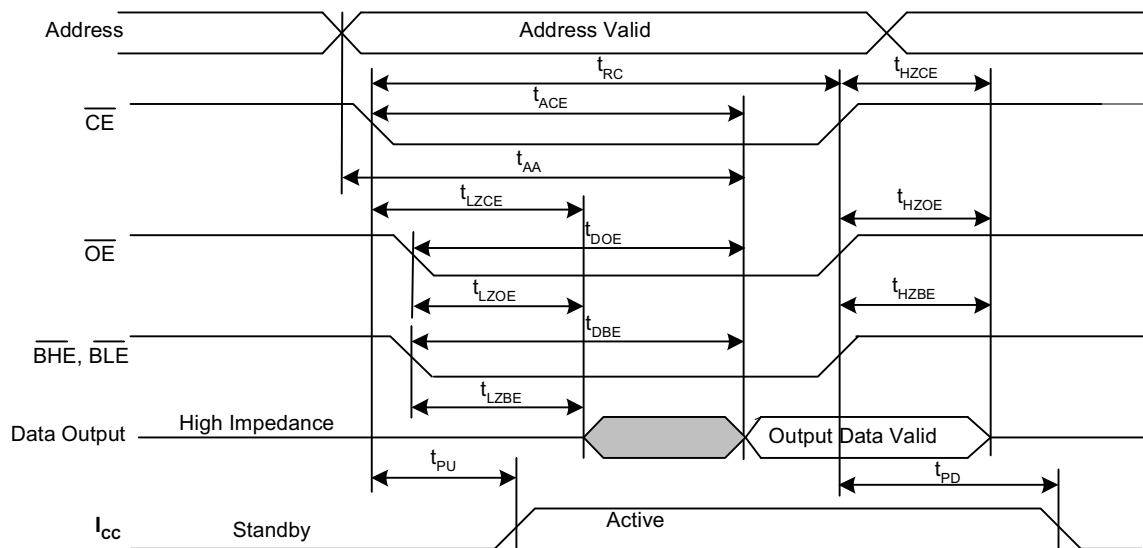 Address
Address Valid
tRC
tHZCE
tACE
CE
tAA
tLZCE
tHZOE
tDOE
OE
tLZOE
tHZBE
tDBE
BHE, BLE
tLZBE
High Impedance
Data Output
Output Data Valid
tPU
tPD
ICC
Standby
Active